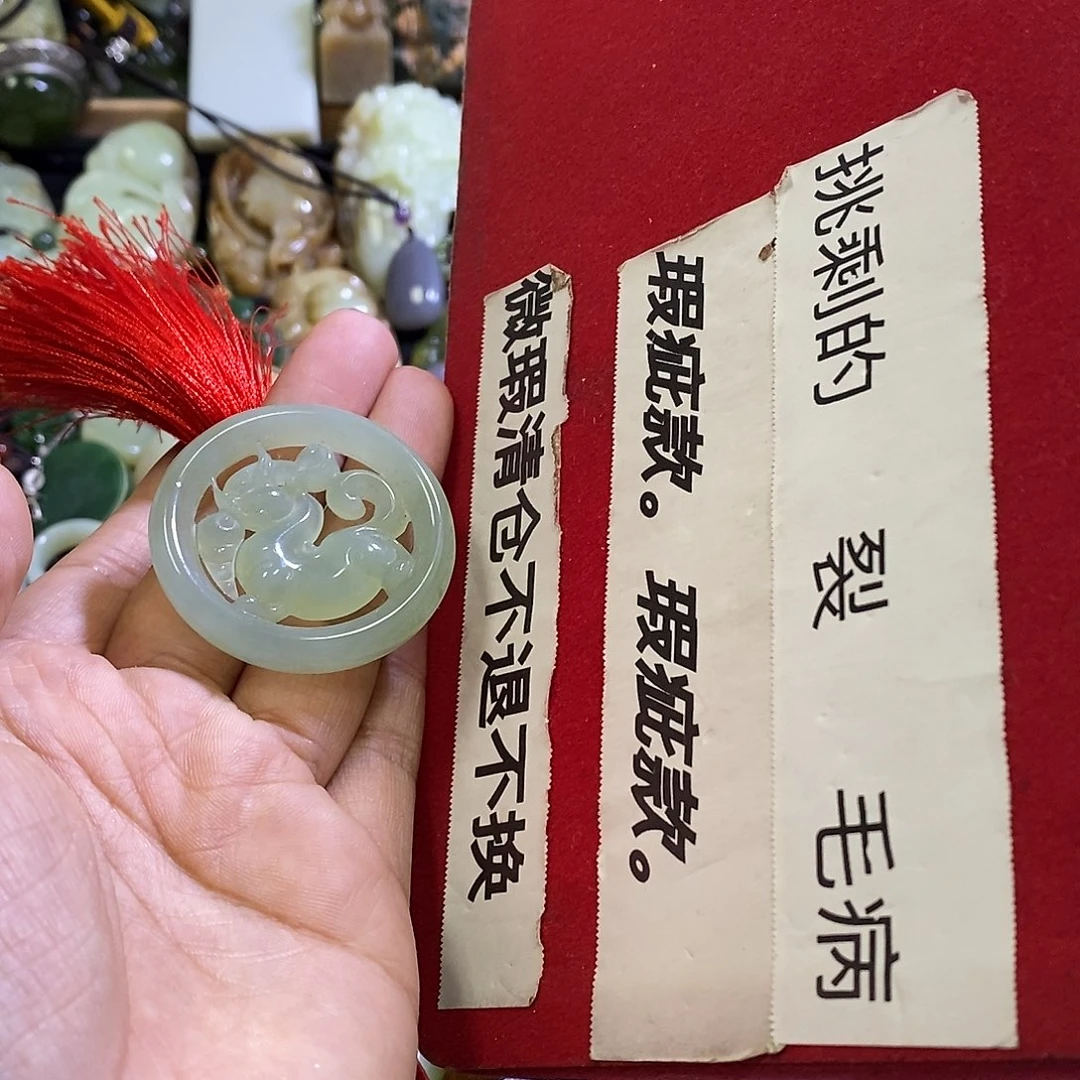 挑剩的 裂 毛病
瑕疵款。 瑕疵款。
微瑕清仓不退不换